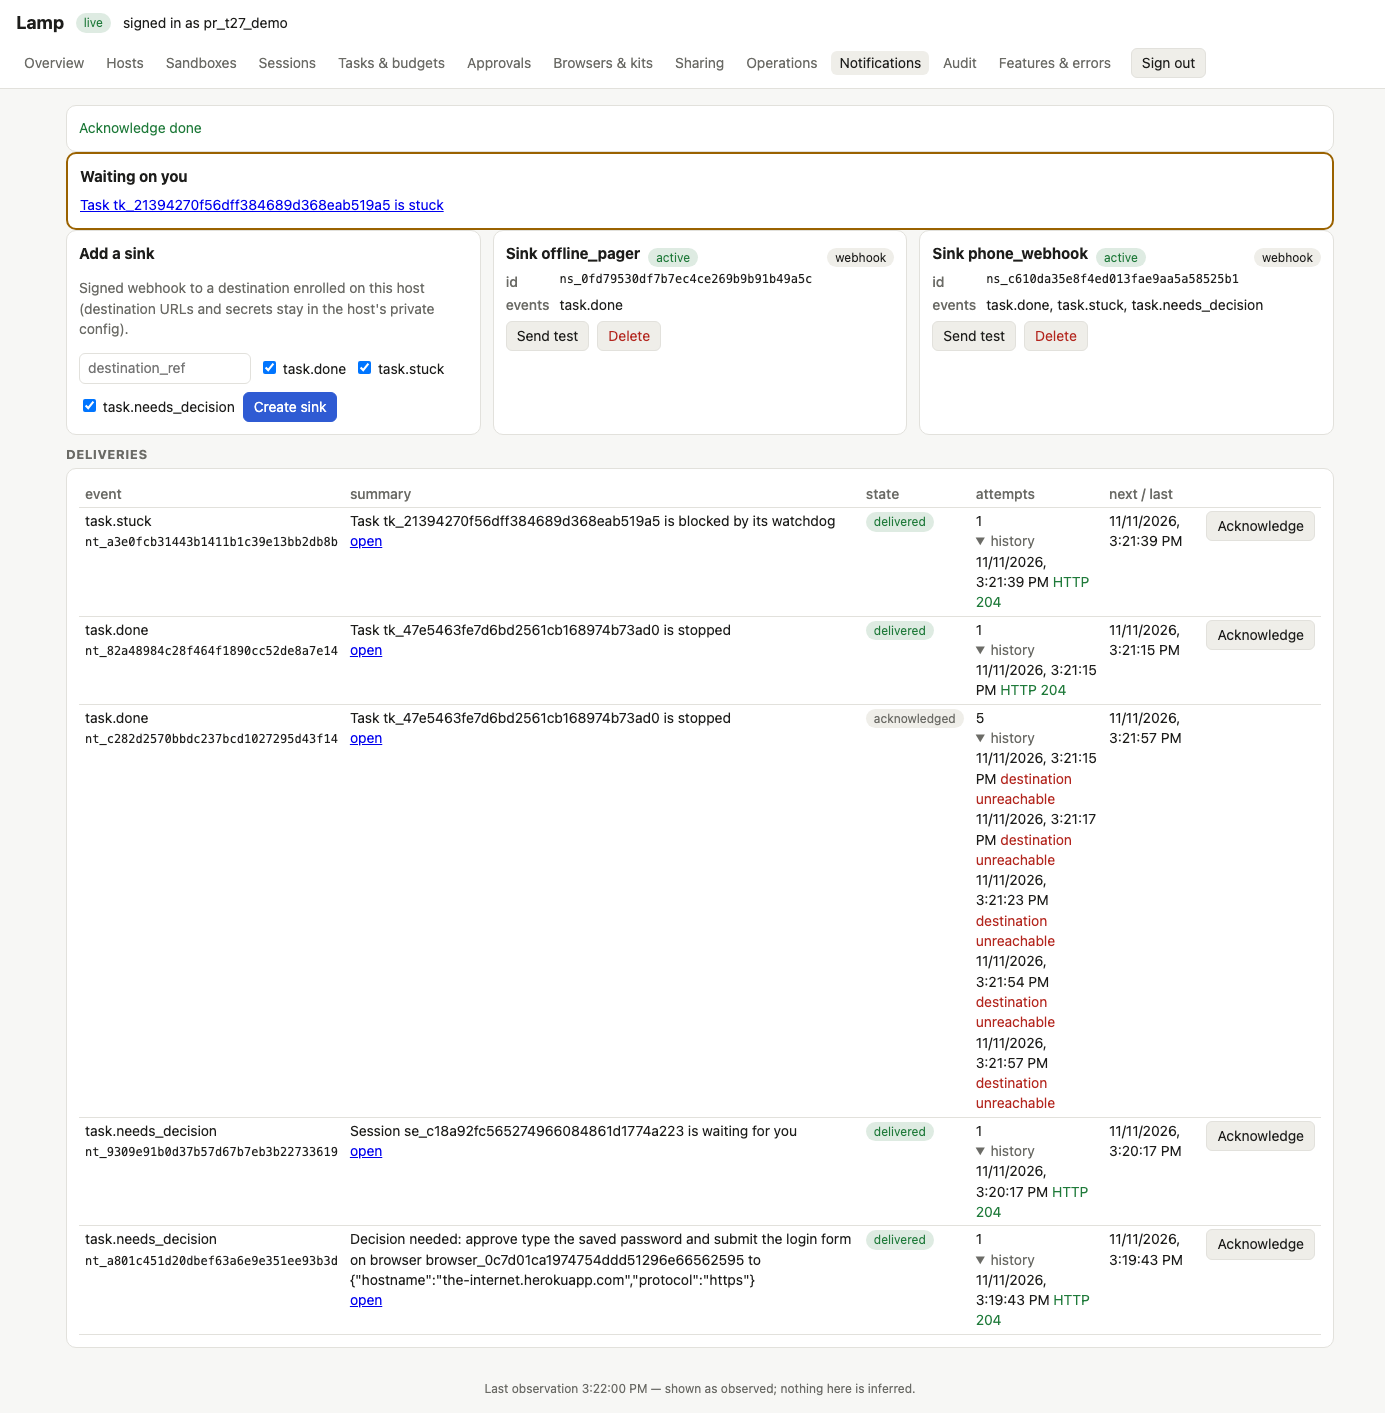 Lamp live signed in as pr_t27_demo
Overview Hosts Sandboxes Sessions Tasks & budgets Approvals Browsers & kits Sharing Operations Notifications Audit Features & errors Sign out
Acknowledge done
Waiting on you
Task tk_21394270f56dff384689d368eab519a5 is stuck
Add a sink
Signed webhook to a destination enrolled on this host
(destination URLs and secrets stay in the host's private
config).
destination_ref task.done task.stuck
task.needs_decision Create sink
Sink offline_pager active webhook
id ns_0fd79530df7b7ec4ce269b9b91b49a5c
events task.done
Send test Delete
Sink phone_webhook active webhook
id ns_c610da35e8f4ed013fae9aa5a58525b1
events task.done, task.stuck, task.needs_decision
Send test Delete
DELIVERIES
event summary state attempts next / last
task.stuck
nt_a3e0fcb31443b1411b1c39e13bb2db8b
Task tk_21394270f56dff384689d368eab519a5 is blocked by its watchdog
open
delivered
1
▼ history
11/11/2026,
3:21:39 PM HTTP
204
11/11/2026,
3:21:39 PM
Acknowledge
task.done
nt_82a48984c28f464f1890cc52de8a7e14
Task tk_47e5463fe7d6bd2561cb168974b73ad0 is stopped
open
delivered
1
▼ history
11/11/2026, 3:21:15
PM HTTP 204
11/11/2026,
3:21:15 PM
Acknowledge
task.done
nt_c282d2570bbdc237bcd1027295d43f14
Task tk_47e5463fe7d6bd2561cb168974b73ad0 is stopped
open
acknowledged
5
▼ history
11/11/2026, 3:21:15
PM destination
unreachable
11/11/2026, 3:21:17
PM destination
unreachable
11/11/2026,
3:21:23 PM
destination
unreachable
11/11/2026,
3:21:54 PM
destination
unreachable
11/11/2026,
3:21:57 PM
destination
unreachable
11/11/2026,
3:21:57 PM
task.needs_decision
nt_9309e91b0d37b57d67b7eb3b22733619
Session se_c18a92fc565274966084861d1774a223 is waiting for you
open
delivered
1
▼ history
11/11/2026,
3:20:17 PM HTTP
204
11/11/2026,
3:20:17 PM
Acknowledge
task.needs_decision
nt_a801c451d20dbef63a6e9e351ee93b3d
Decision needed: approve type the saved password and submit the login form
on browser browser_0c7d01ca1974754ddd51296e66562595 to
{"hostname":"the-internet.herokuapp.com","protocol":"https"}
open
delivered
1
▼ history
11/11/2026,
3:19:43 PM HTTP
204
11/11/2026,
3:19:43 PM
Acknowledge
Last observation 3:22:00 PM — shown as observed; nothing here is inferred.